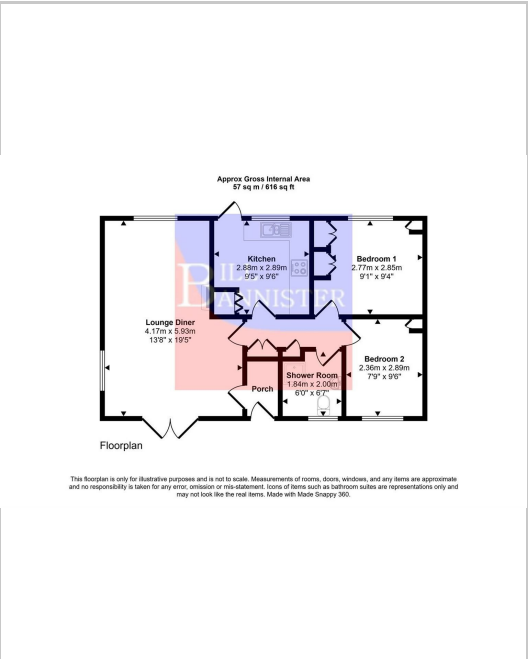 Approx Gross Internal Area
57 sq m / 616 sq ft
Kitchen
2.88m x 2.89m
9'5" x 9'6"
Bedroom 1
2.77m x 2.85m
9'1" x 9'4"
BANNISTER
Lounge Diner
4.17m x 5.93m
13'8" x 19'5"
Bedroom 2
2.36m x 2.89m
7'9" x 9'6"
Shower Room
1.84m x 2.00m
6'0" x 6'7"
Porch
Floorplan
This floorplan is only for illustrative purposes and is not to scale. Measurements of rooms, doors, windows, and any items are approximate
and no responsibility is taken for any error, omission or mis-statement. Icons of items such as bathroom suites are representations only and
may not look like the real items. Made with Made Snappy 360.